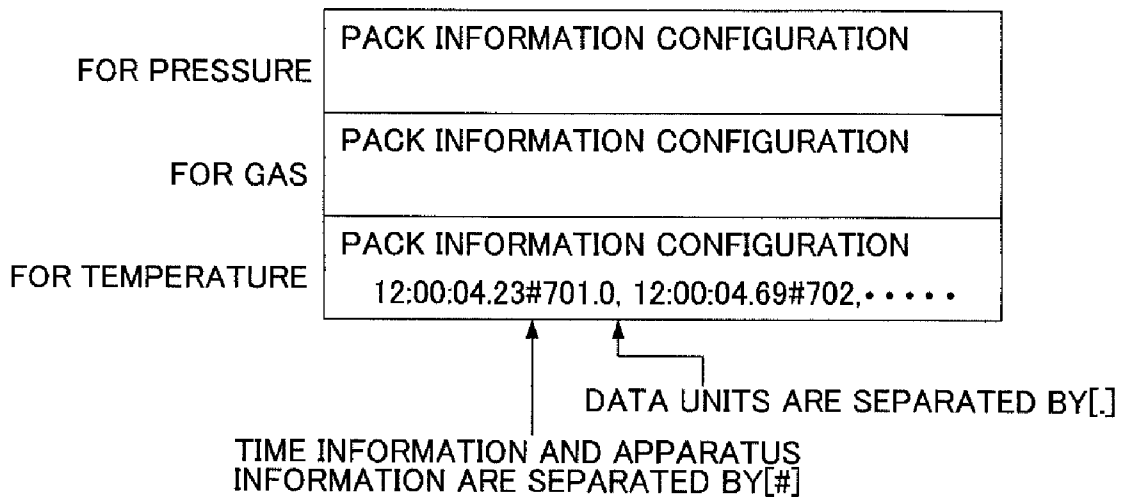 PACK INFORMATION CONFIGURATION
FOR PRESSURE
PACK INFORMATION CONFIGURATION
FOR GAS
PACK INFORMATION CONFIGURATION
FOR TEMPERATURE
12:00:04.23#701.0, 12:00:04.69#702,•••••
DATA UNITS ARE SEPARATED BY[.]
TIME INFORMATION AND APPARATUS
INFORMATION ARE SEPARATED BY[#]